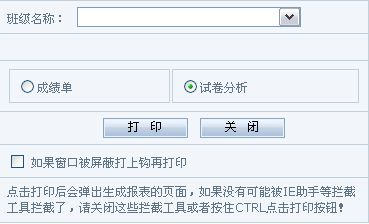 班级名称：
成绩单 试卷分析
打 印 关 闭
如果窗口被屏蔽打上钩再打印
点击打印后会弹出生成报表的页面，如果没有可能被IE助手等拦截
工具拦截了，请关闭这些拦截工具或者按住CTRL点击打印按钮！